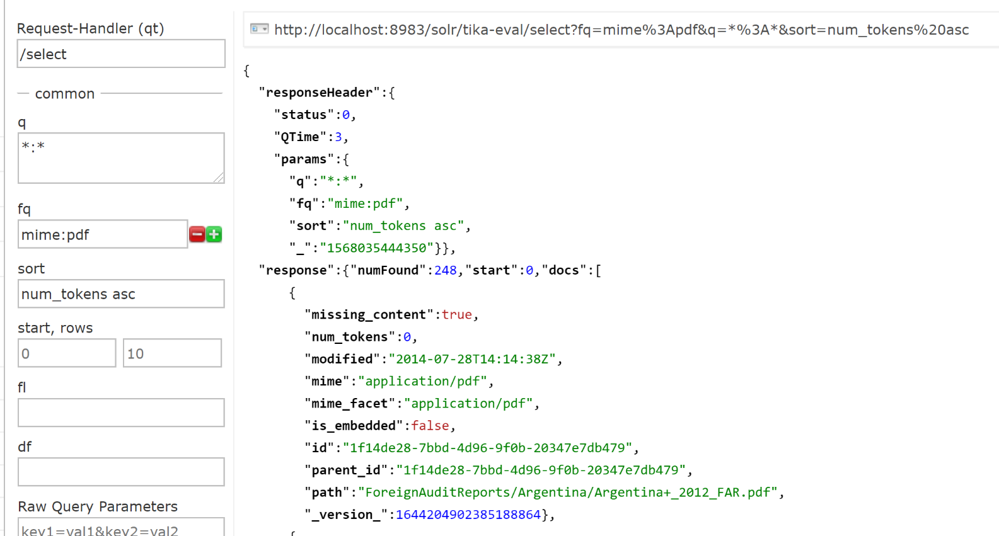 Request-Handler (qt)
/select
common
q
*:*
fq
mime:pdf
sort
num_tokens asc
start, rows
0 10
fl
df
Raw Query Parameters
key1=val1&key2=val2
http://localhost:8983/solr/tika-eval/select?fq=mime%3Apdf&q=*%3A*&sort=num_tokens%20asc
{
"responseHeader":{
"status":0,
"QTime":3,
"params":{
"q":"*:*",
"fq":"mime:pdf",
"sort":"num_tokens asc",
"_":"1568035444350"}},
"response":{"numFound":248,"start":0,"docs":[
{
"missing_content":true,
"num_tokens":0,
"modified":"2014-07-28T14:14:38Z",
"mime":"application/pdf",
"mime_facet":"application/pdf",
"is_embedded":false,
"id":"1f14de28-7bbd-4d96-9f0b-20347e7db479",
"parent_id":"1f14de28-7bbd-4d96-9f0b-20347e7db479",
"path":"ForeignAuditReports/Argentina/Argentina+_2012_FAR.pdf",
"_version_":1644204902385188864},
{